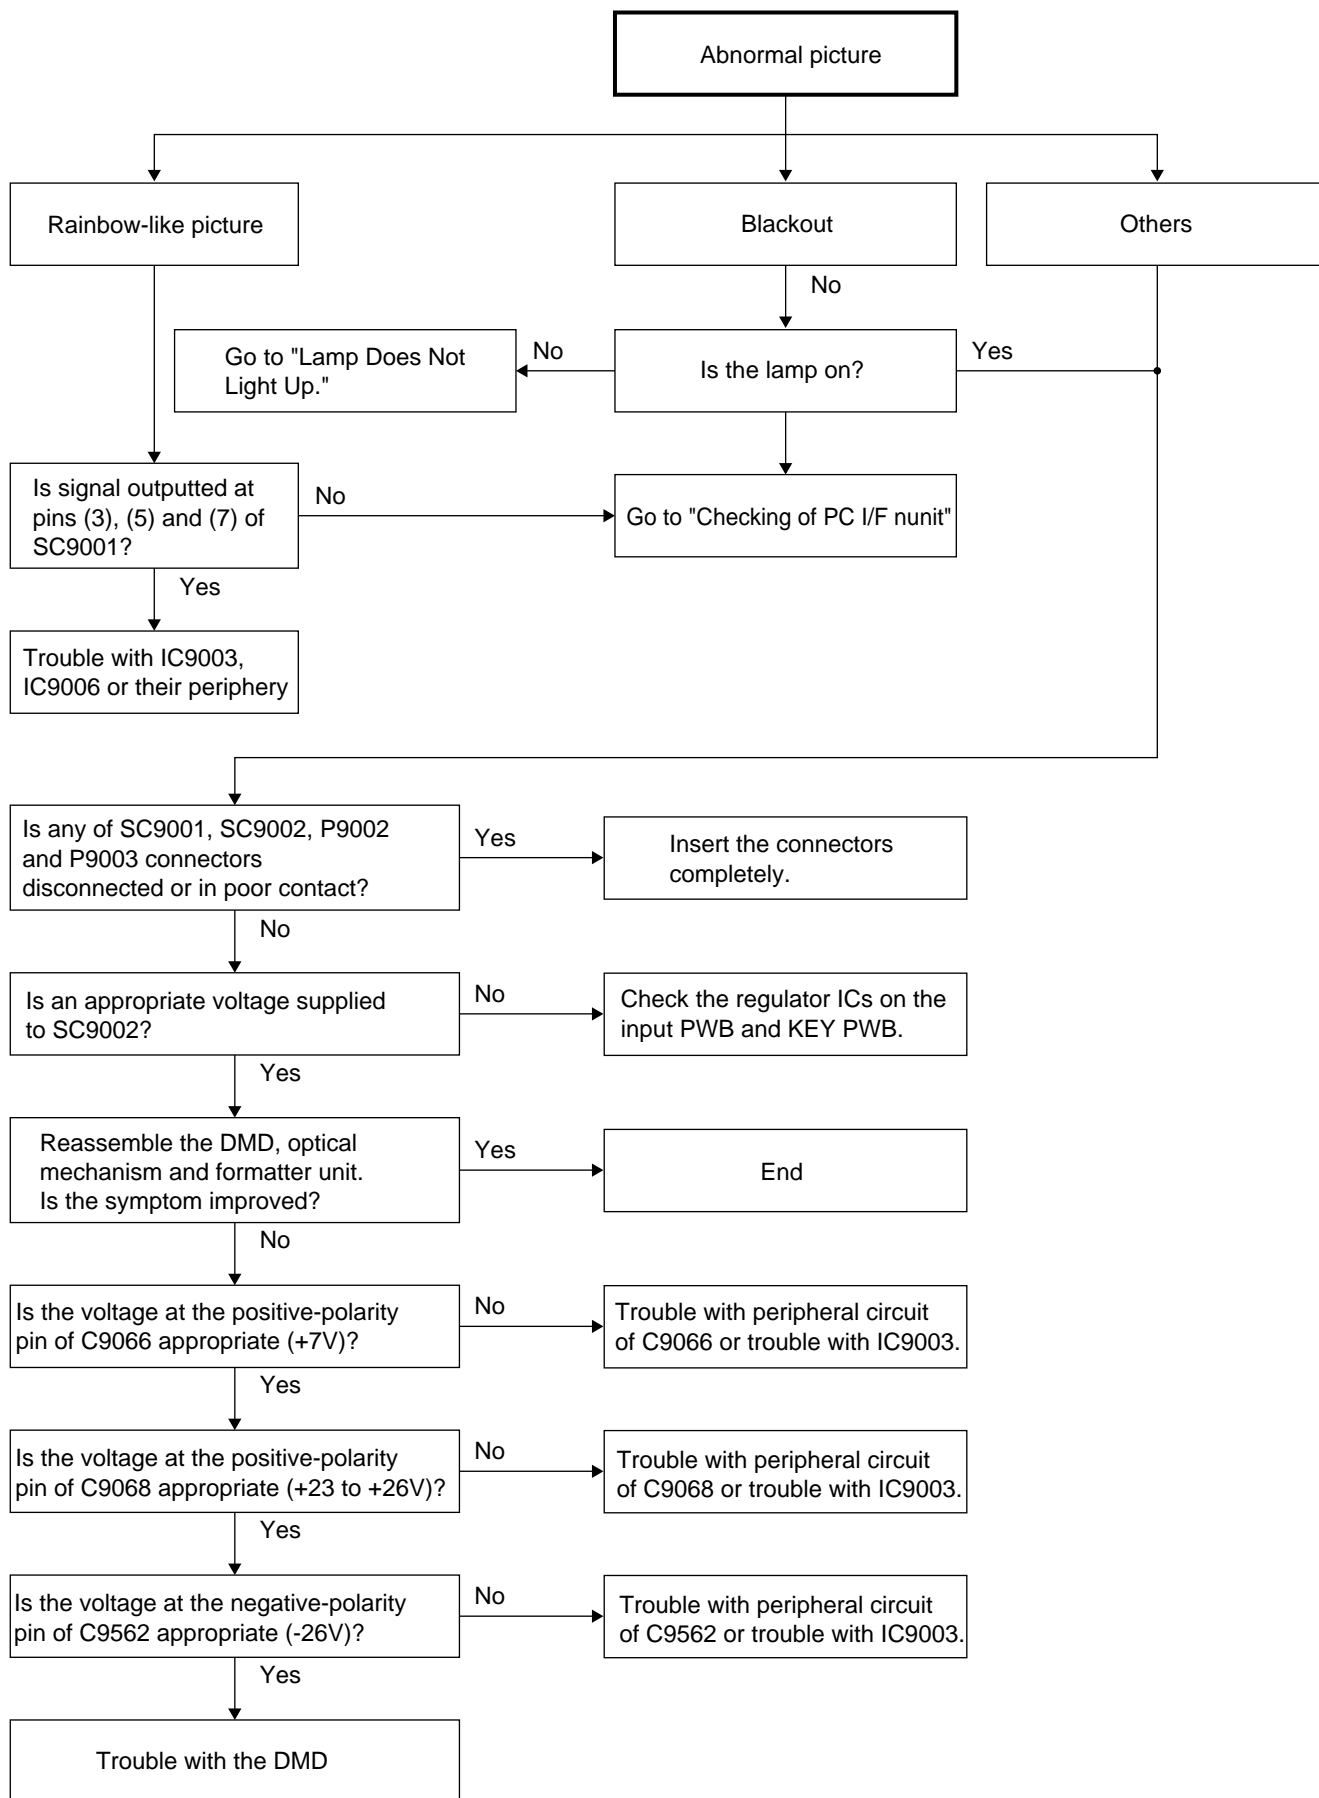 Abnormal picture
Rainbow-like picture
Blackout
Others
No
Go to "Lamp Does Not
Light Up."
No
Is the lamp on?
Yes
Is signal outputted at
pins (3), (5) and (7) of
SC9001?
No
Go to "Checking of PC I/F nunit"
Yes
Trouble with IC9003,
IC9006 or their periphery
Is any of SC9001, SC9002, P9002
and P9003 connectors
disconnected or in poor contact?
Yes
Insert the connectors
completely.
No
Is an appropriate voltage supplied
to SC9002?
No
Check the regulator ICs on the
input PWB and KEY PWB.
Yes
Reassemble the DMD, optical
mechanism and formatter unit.
Is the symptom improved?
Yes
End
No
Is the voltage at the positive-polarity
pin of C9066 appropriate (+7V)?
No
Trouble with peripheral circuit
of C9066 or trouble with IC9003.
Yes
Is the voltage at the positive-polarity
pin of C9068 appropriate (+23 to +26V)?
No
Trouble with peripheral circuit
of C9068 or trouble with IC9003.
Yes
Is the voltage at the negative-polarity
pin of C9562 appropriate (-26V)?
No
Trouble with peripheral circuit
of C9562 or trouble with IC9003.
Yes
Trouble with the DMD